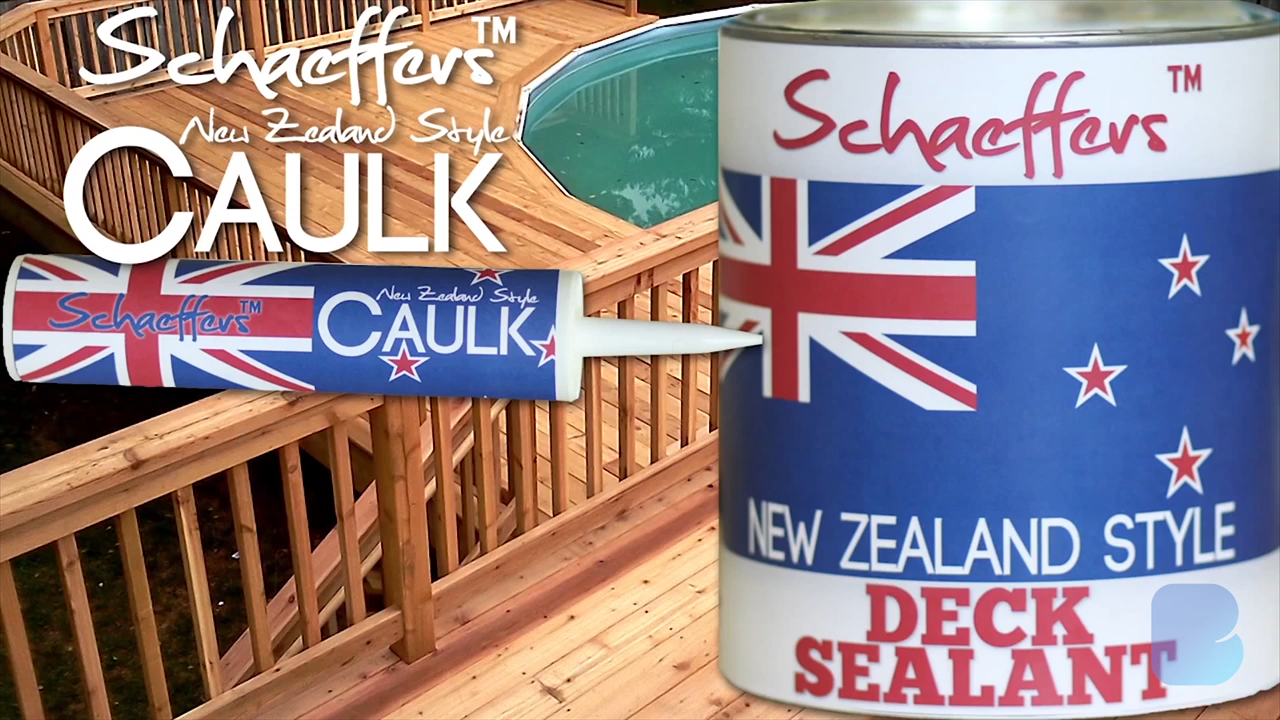 Schaeffers™
New Zealand Style
CAULK
Schaeffers™
New Zealand Style
CAULK
Schaeffers™
NEW ZEALAND STYLE
DECK
SEALANT
B